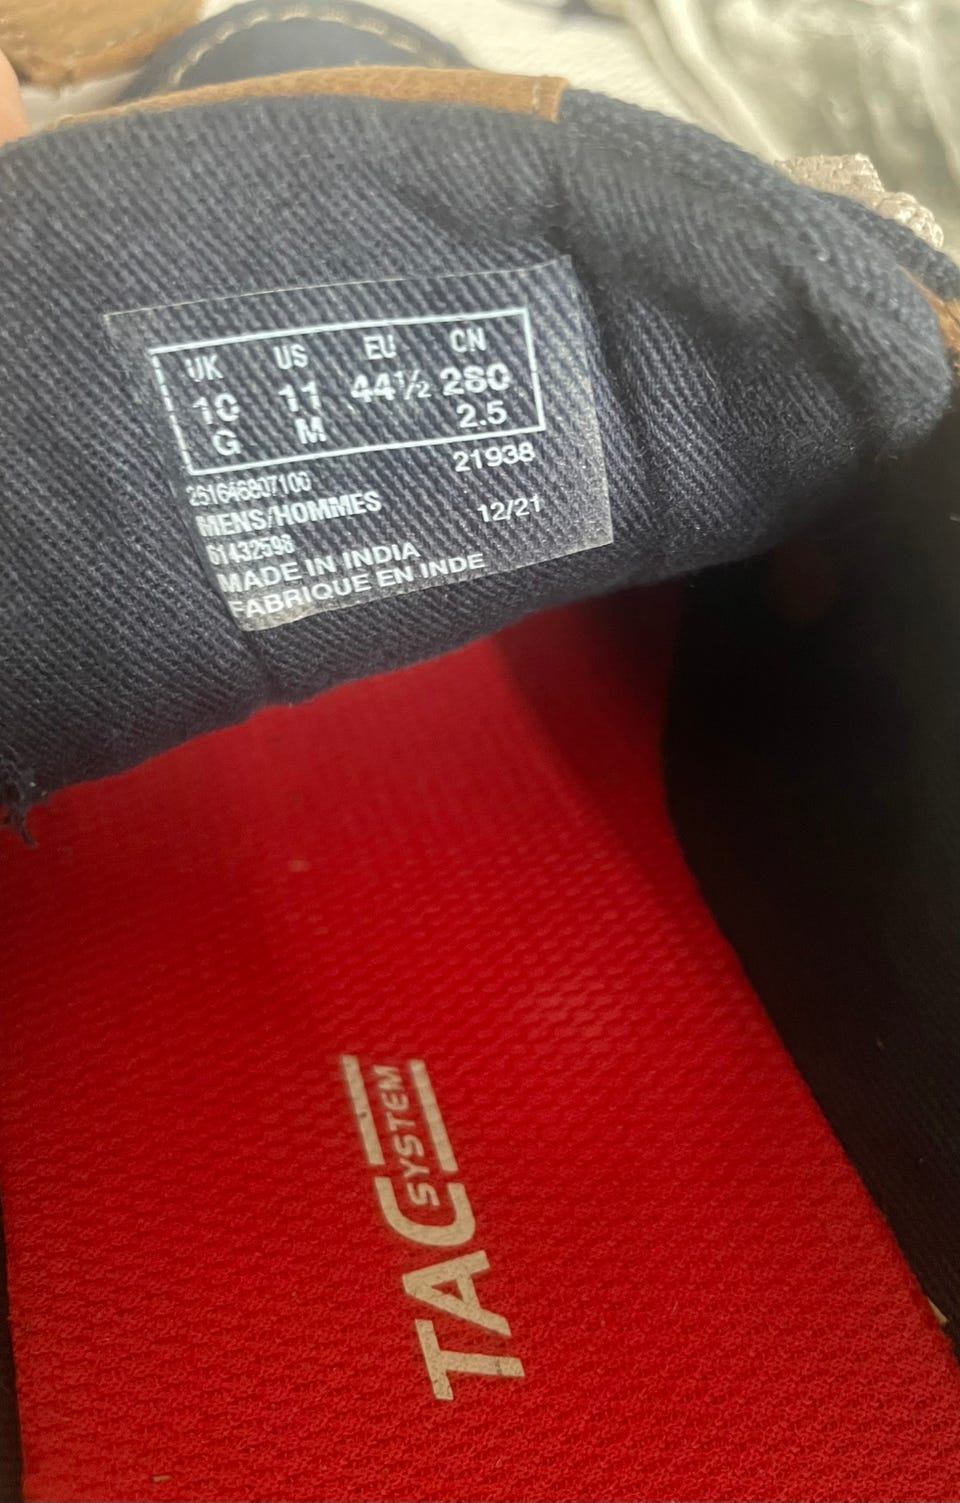 UK US EU CN
10 11 44½ 280
G M 2.5
21938
251646807100
MENS/HOMMES 12/21
61432598
MADE IN INDIA
FABRIQUE EN INDE
TAC SYSTEM